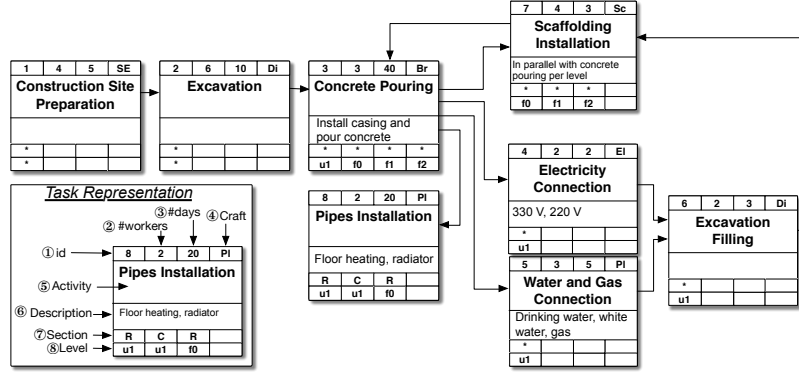 7 4 3 Sc
Scaffolding
Installation
In parallel with concrete
pouring per level
* * *
f0 f1 f2
1 4 5 SE
Construction Site
Preparation
*
*
2 6 10 Di
Excavation
*
*
3 3 40 Br
Concrete Pouring
Install casing and
pour concrete
* * * *
u1 f0 f1 f2
4 2 2 El
Electricity
Connection
330 V, 220 V
*
u1
8 2 20 Pl
Pipes Installation
Floor heating, radiator
R C R
u1 u1 f0
6 2 3 Di
Excavation
Filling
*
u1
5 3 5 Pl
Water and Gas
Connection
Drinking water, white
water, gas
*
u1
Task Representation
③#days
② #workers
④Craft
①id
8 2 20 Pl
Pipes Installation
⑤Activity
⑥ Description
Floor heating, radiator
⑦Section
R C R
⑧Level
u1 u1 f0